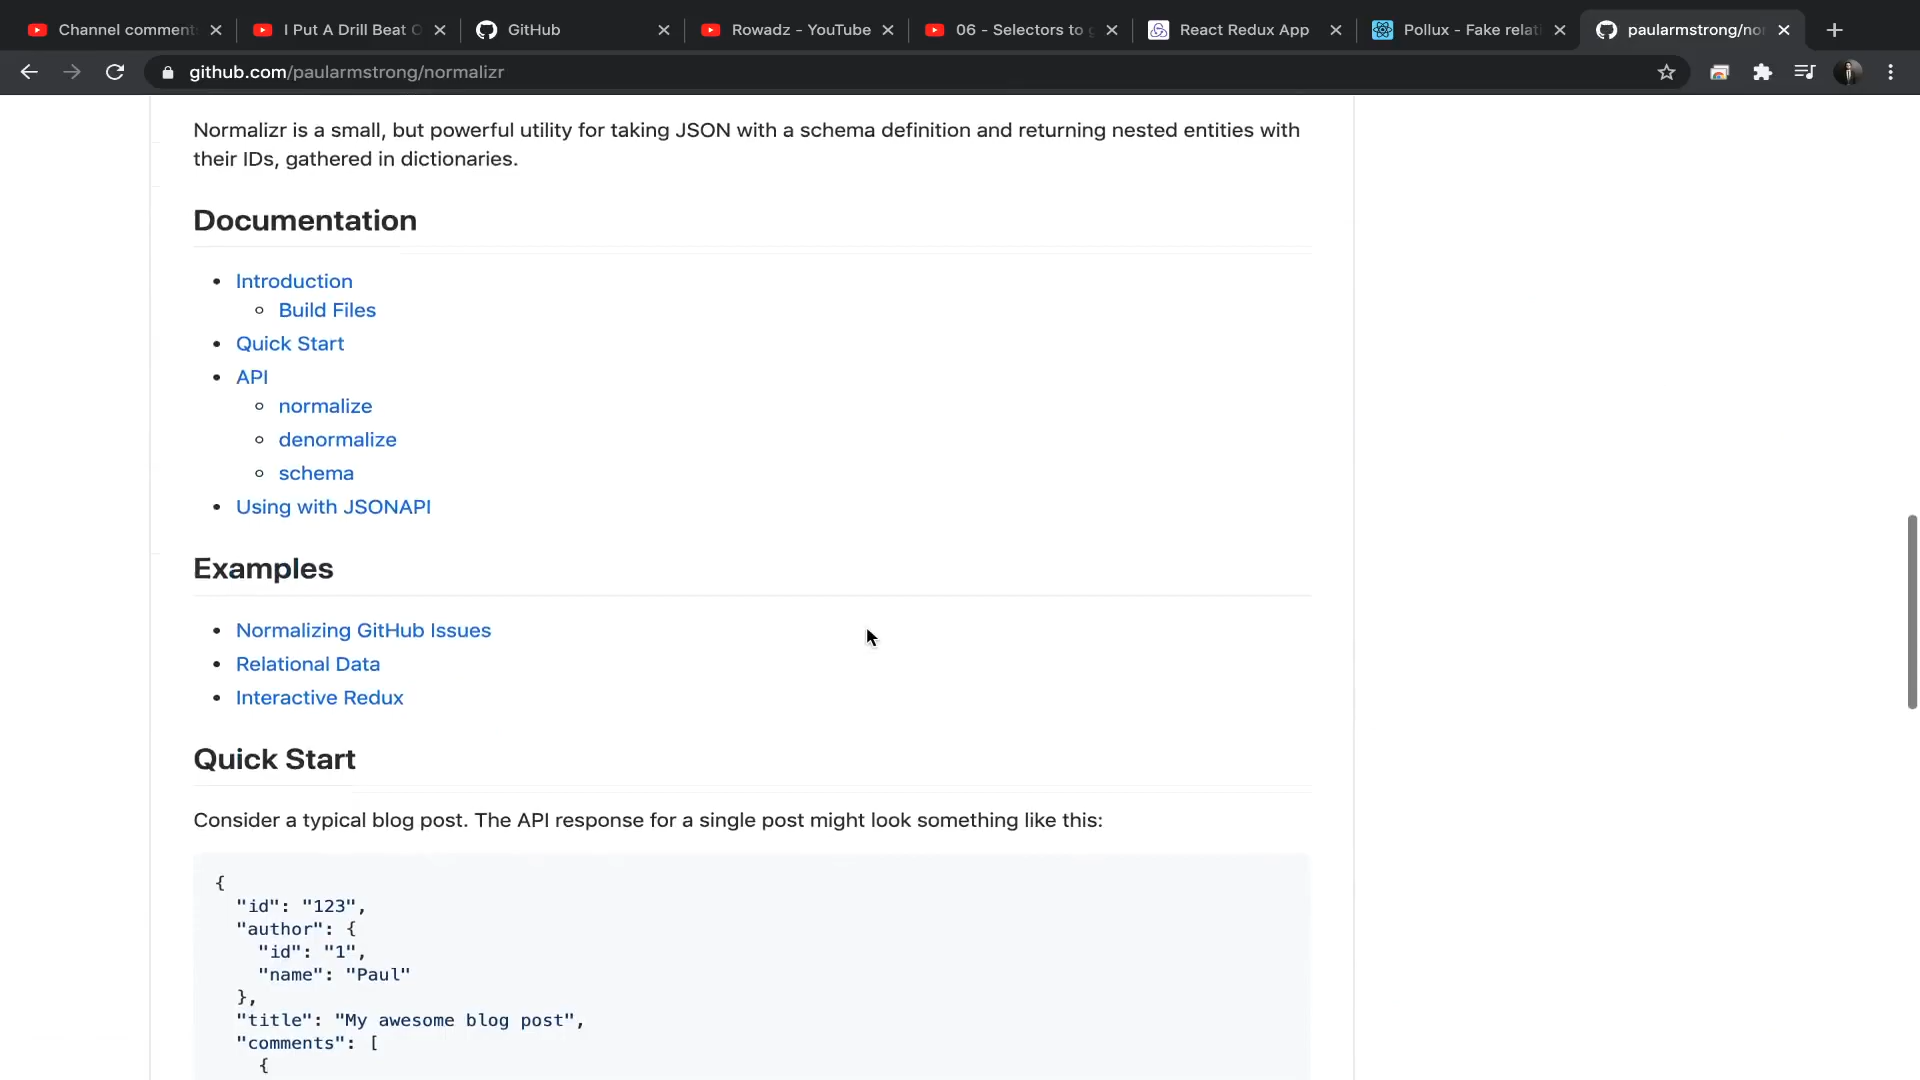 Channel comment
I Put A Drill Beat O
GitHub
Rowadz - YouTube
06 - Selectors to g
React Redux App
Pollux - Fake relati
paularmstrong/nor
github.com/paularmstrong/normalizr
Normalizr is a small, but powerful utility for taking JSON with a schema definition and returning nested entities with
their IDs, gathered in dictionaries.
Documentation
Introduction
Build Files
Quick Start
API
normalize
denormalize
schema
Using with JSONAPI
Examples
Normalizing GitHub Issues
Relational Data
Interactive Redux
Quick Start
Consider a typical blog post. The API response for a single post might look something like this:
{
"id": "123",
"author": {
"id": "1",
"name": "Paul"
},
"title": "My awesome blog post",
"comments": [
{